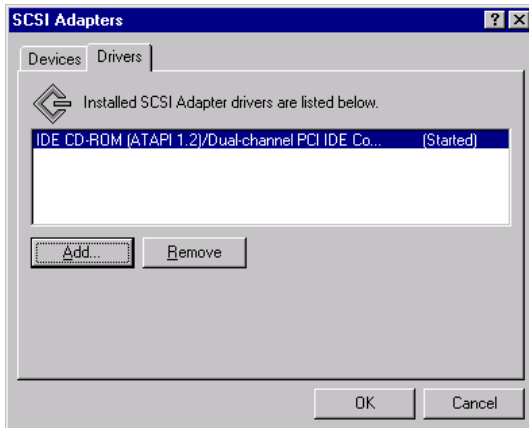 SCSI Adapters
Devices Drivers
Installed SCSI Adapter drivers are listed below.
IDE CD-ROM (ATAPI 1.2)/Dual-channel PCI IDE Co... (Started)
Add... Remove
OK Cancel